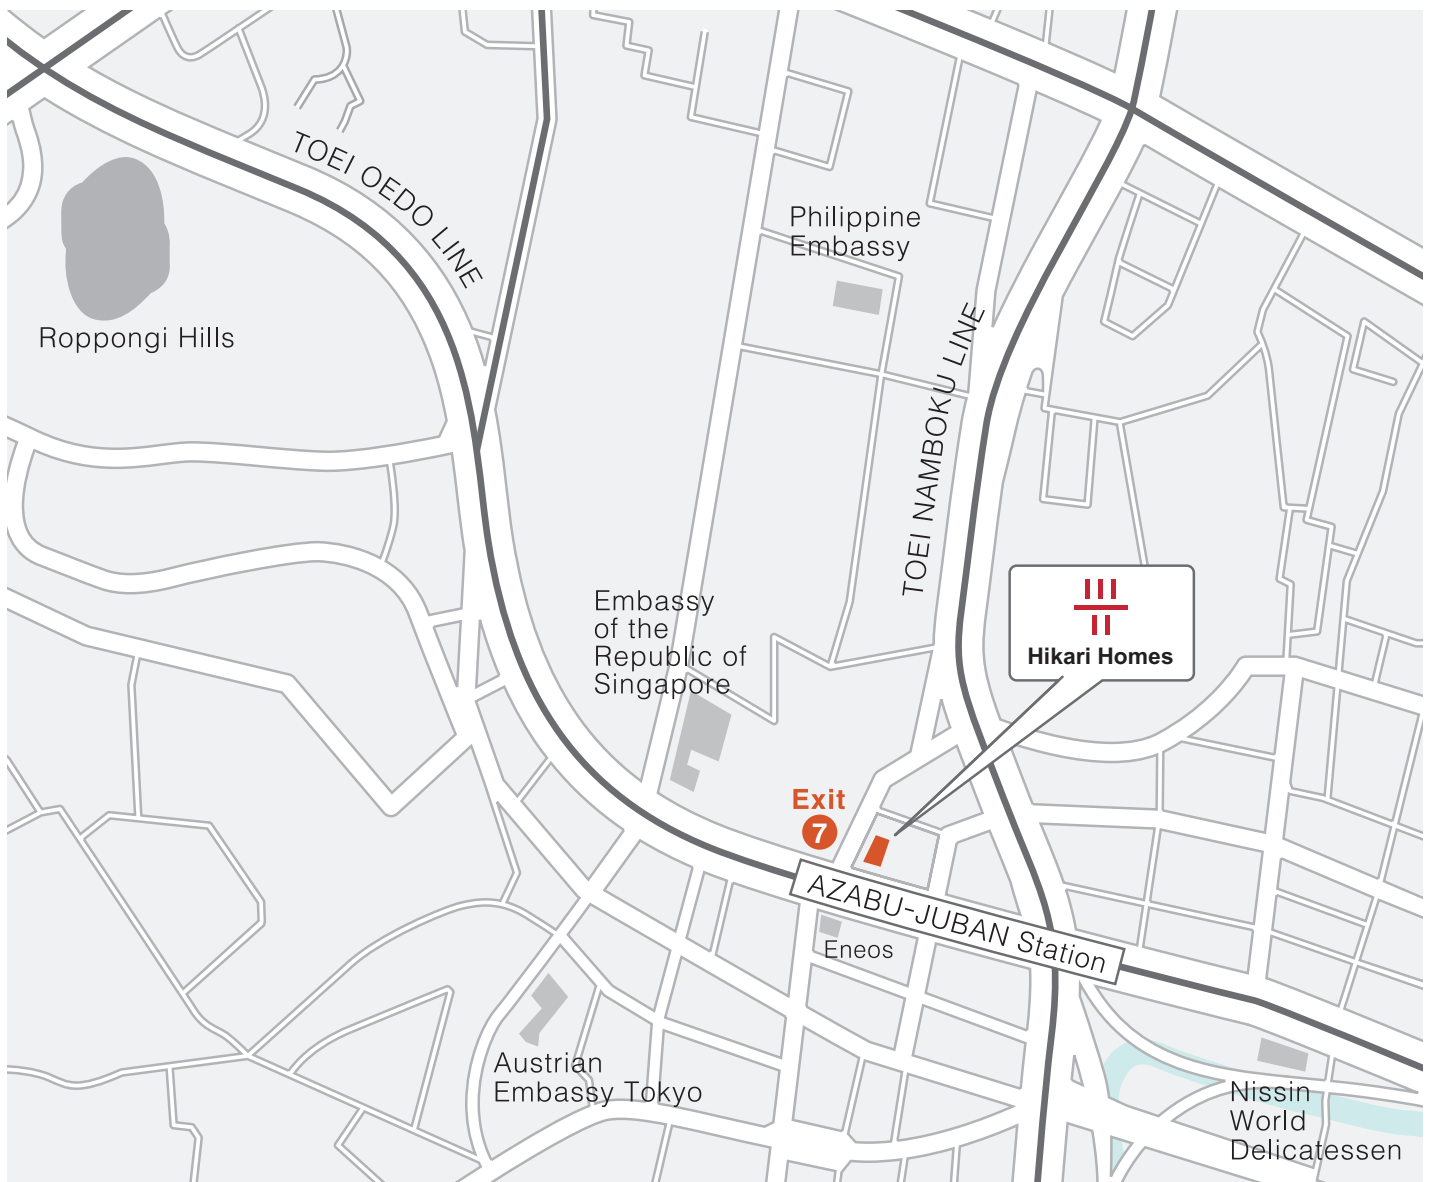 TOEI OEDO LINE
Philippine
Embassy
Roppongi Hills
TOEI NAMBOKU LINE
Embassy
of the
Republic of
Singapore
Hikari Homes
Exit
7
AZABU-JUBAN Station
Eneos
Austrian
Embassy Tokyo
Nissin
World
Delicatessen